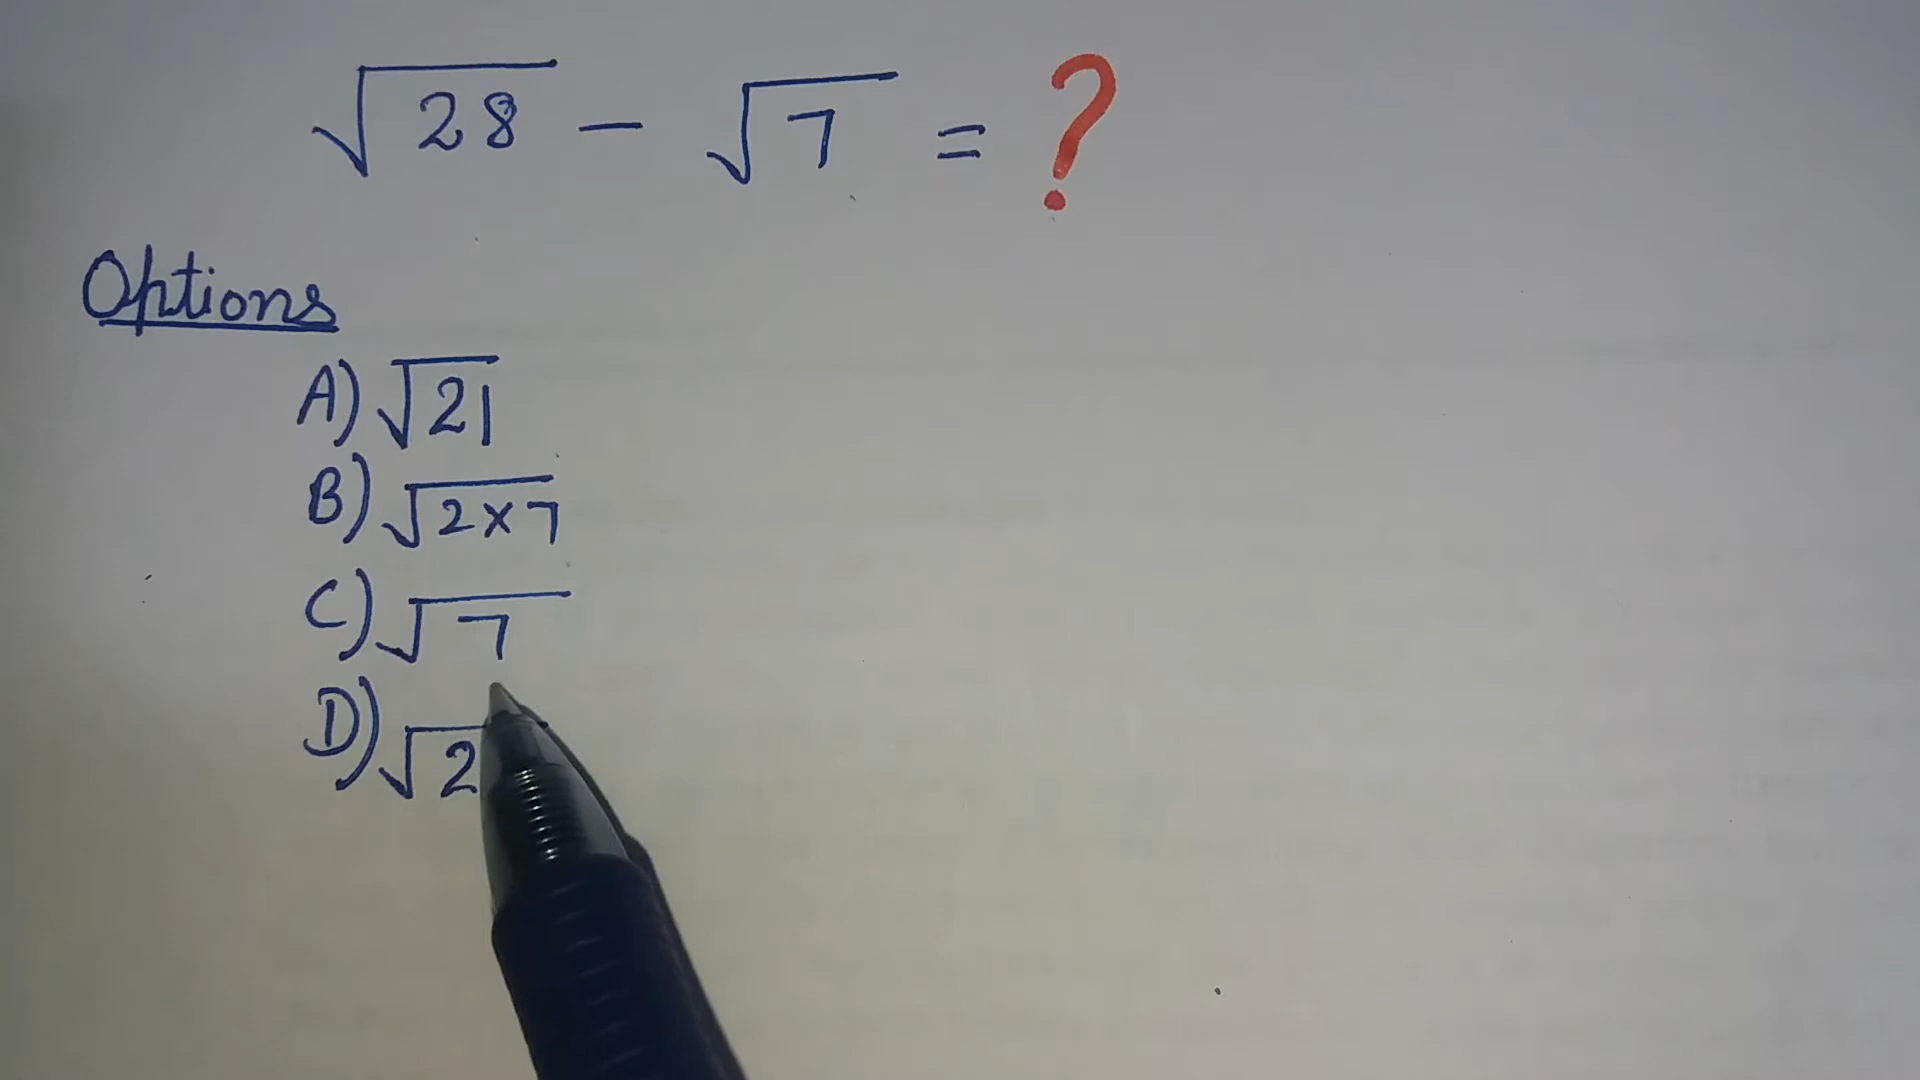 √28 − √7 = ?
Options
A) √21
B) √2×7
C) √7
D) √2